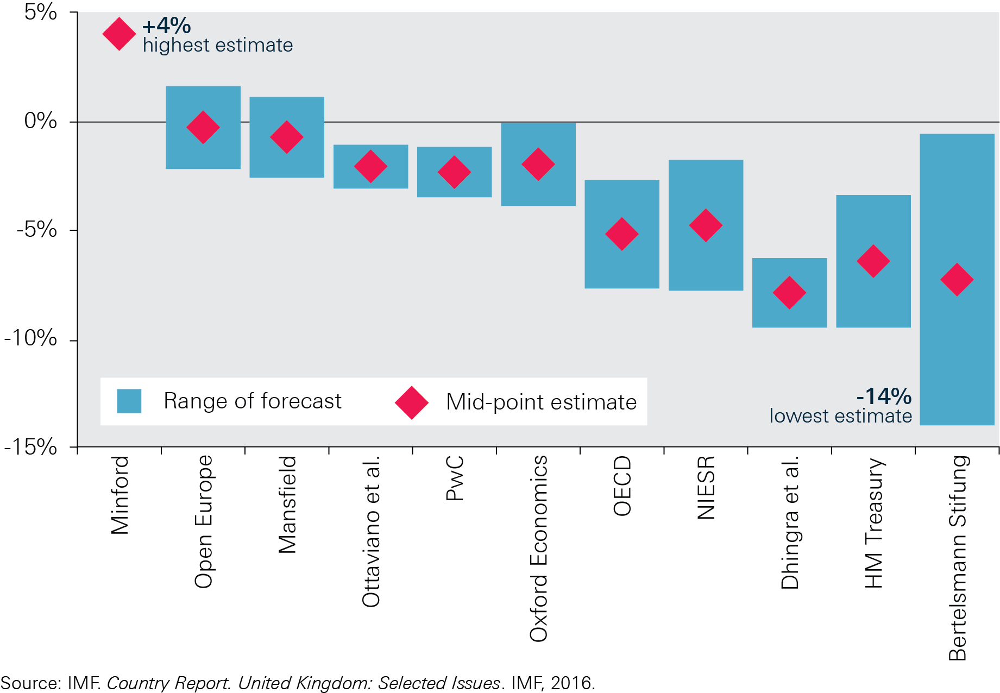 5%
+4%
highest estimate
0%
-5%
-10%
-14%
lowest estimate
Range of forecast
Mid-point estimate
-15%
Minford
Open Europe
Mansfield
Ottaviano et al.
PwC
Oxford Economics
OECD
NIESR
Dhingra et al.
HM Treasury
Bertelsmann Stifung
Source: IMF. Country Report. United Kingdom: Selected Issues. IMF, 2016.